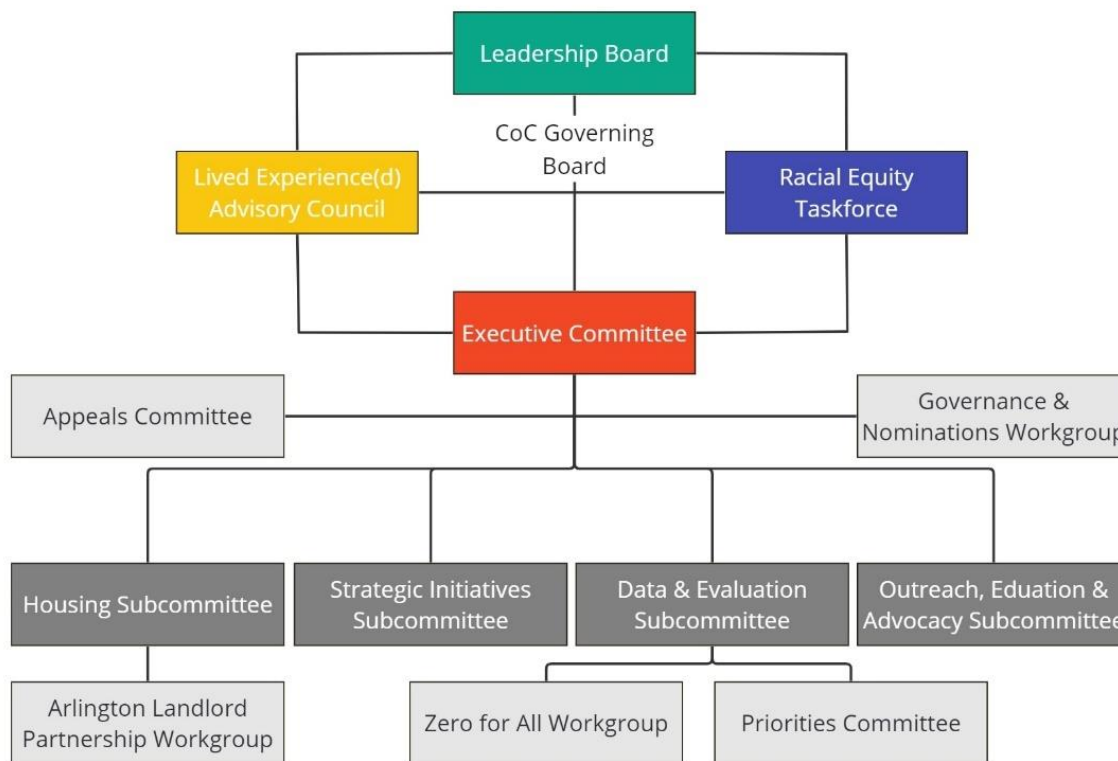 Leadership Board
CoC Governing
Board
Lived Experience(d)
Advisory Council
Racial Equity
Taskforce
Executive Committee
Appeals Committee
Governance &
Nominations Workgroup
Housing Subcommittee
Strategic Initiatives
Subcommittee
Data & Evaluation
Subcommittee
Outreach, Eduation &
Advocacy Subcommittee
Arlington Landlord
Partnership Workgroup
Zero for All Workgroup
Priorities Committee